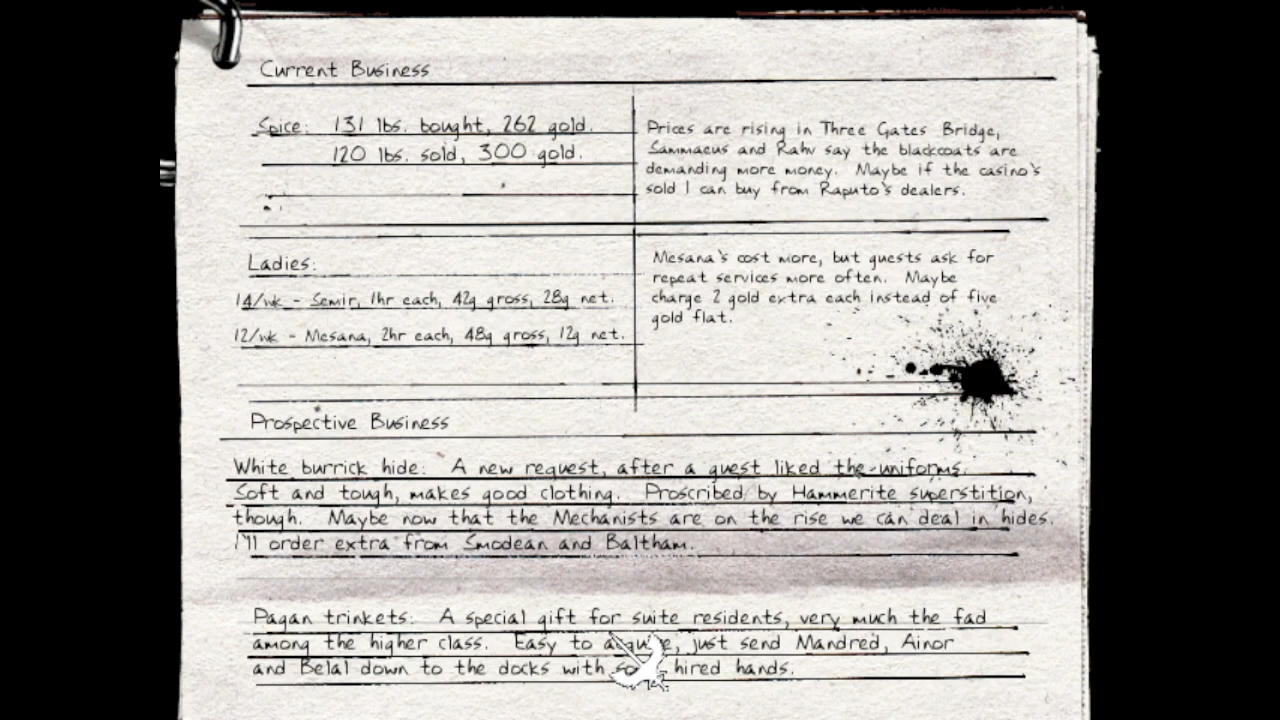 Current Business
Spice: 131 lbs. bought, 262 gold.
120 lbs. sold, 300 gold.
Prices are rising in Three Gates Bridge,
Sammaeus and Rahv say the blackcoats are
demanding more money. Maybe if the casino's
sold I can buy from Raputo's dealers.
Ladies:
14/wk - Semir, 1hr each, 42g gross, 28g net.
12/wk - Mesana, 2hr each, 48g gross, 12g net.
Mesana's cost more, but guests ask for
repeat services more often. Maybe
charge 2 gold extra each instead of five
gold flat.
Prospective Business
White burrick hide: A new request, after a guest liked the uniforms.
Soft and tough, makes good clothing. Proscribed by Hammerite superstition,
though. Maybe now that the Mechanists are on the rise we can deal in hides.
I'll order extra from Smodean and Baltham.
Pagan trinkets: A special gift for suite residents, very much the fad
among the higher class. Easy to acquire, just send Mandred, Ainor
and Belal down to the docks with hired hands.